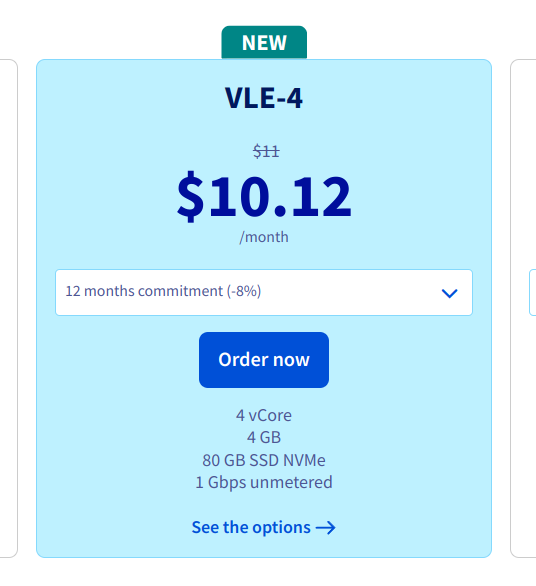 NEW
VLE-4
$11
$10.12
/month
12 months commitment (-8%)
Order now
4 vCore
4 GB
80 GB SSD NVMe
1 Gbps unmetered
See the options →